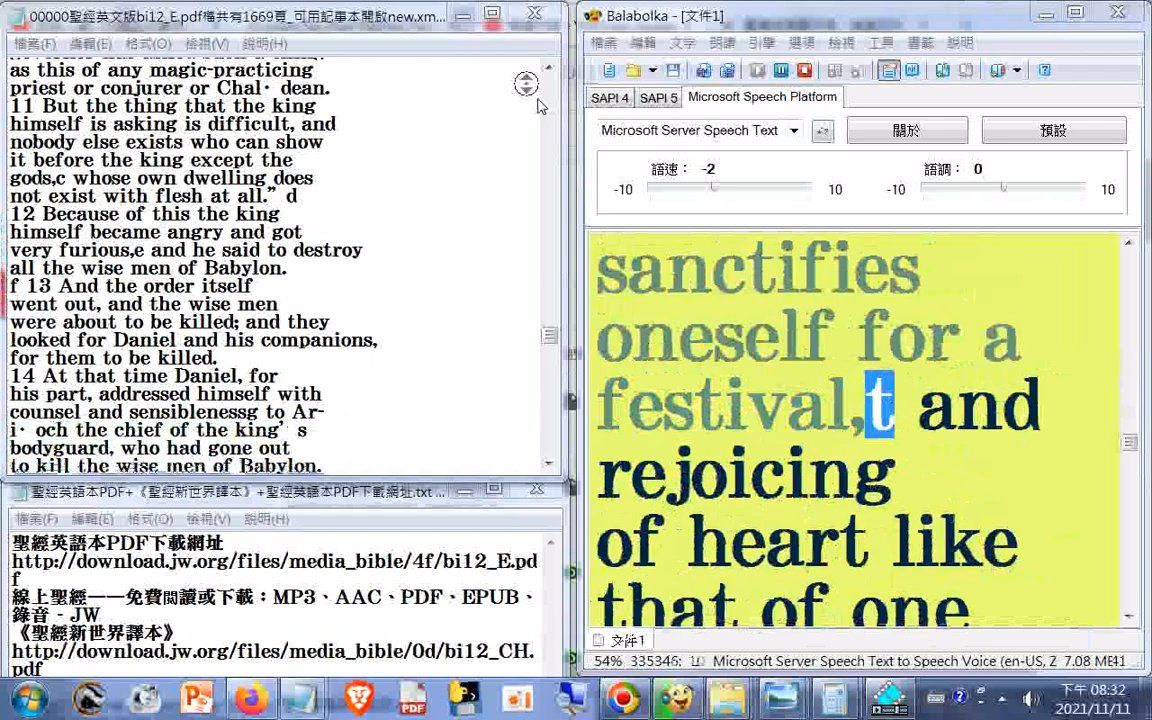 00000聖經英文版bi12_E.pdf檔共有1669頁_可用記事本開啟new.xm...
檔案(F) 編輯(E) 格式(O) 檢視(V) 說明(H)
as this of any magic-practicing
priest or conjurer or Chal· dean.
11 But the thing that the king
himself is asking is difficult, and
nobody else exists who can show
it before the king except the
gods,c whose own dwelling does
not exist with flesh at all.” d
12 Because of this the king
himself became angry and got
very furious,e and he said to destroy
all the wise men of Babylon.
f 13 And the order itself
went out, and the wise men
were about to be killed; and they
looked for Daniel and his companions,
for them to be killed.
14 At that time Daniel, for
his part, addressed himself with
counsel and sensiblenessg to Ar-
i· och the chief of the king’ s
bodyguard, who had gone out
to kill the wise men of Babylon.
聖經英語本PDF+《聖經新世界譯本》+聖經英語本PDF下載網址.txt ...
檔案(F) 編輯(E) 格式(O) 檢視(V) 說明(H)
聖經英語本PDF下載網址
http://download.jw.org/files/media_bible/4f/bi12_E.pd
f
線上聖經——免費閱讀或下載：MP3、AAC、PDF、EPUB、
錄音 - JW
《聖經新世界譯本》
http://download.jw.org/files/media_bible/0d/bi12_CH.
pdf
Balabolka - [文件1]
檔案 編輯 文字 朗讀 引擎 選項 檢視 工具 書籤 說明
SAPI 4 SAPI 5 Microsoft Speech Platform
Microsoft Server Speech Text 關於 預設
語速： -2 語調： 0
-10 10 -10 10
sanctifies
oneself for a
festival,t and
rejoicing
of heart like
that of one
文件1
54% 335346: Microsoft Server Speech Text to Speech Voice (en-US, Z 7.08 ME41
下午 08:32
2021/11/11